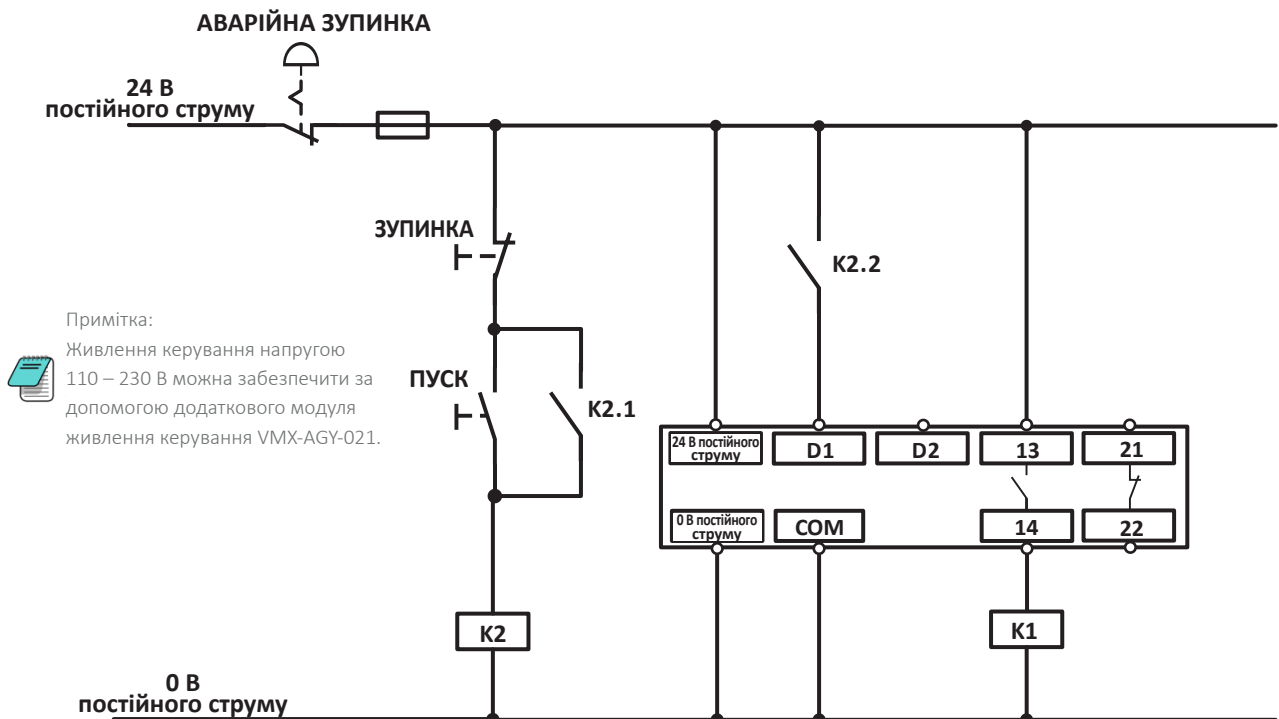 АВАРІЙНА ЗУПИНКА
24 В
постійного струму
ЗУПИНКА
K2.2
Примітка:
Живлення керування напругою
110 – 230 В можна забезпечити за
допомогою додаткового модуля
живлення керування VMX-AGY-021.
ПУСК
K2.1
24 В постійного
струму
D1
D2
13
21
0 В постійного
струму
COM
14
22
K2
K1
0 В
постійного струму